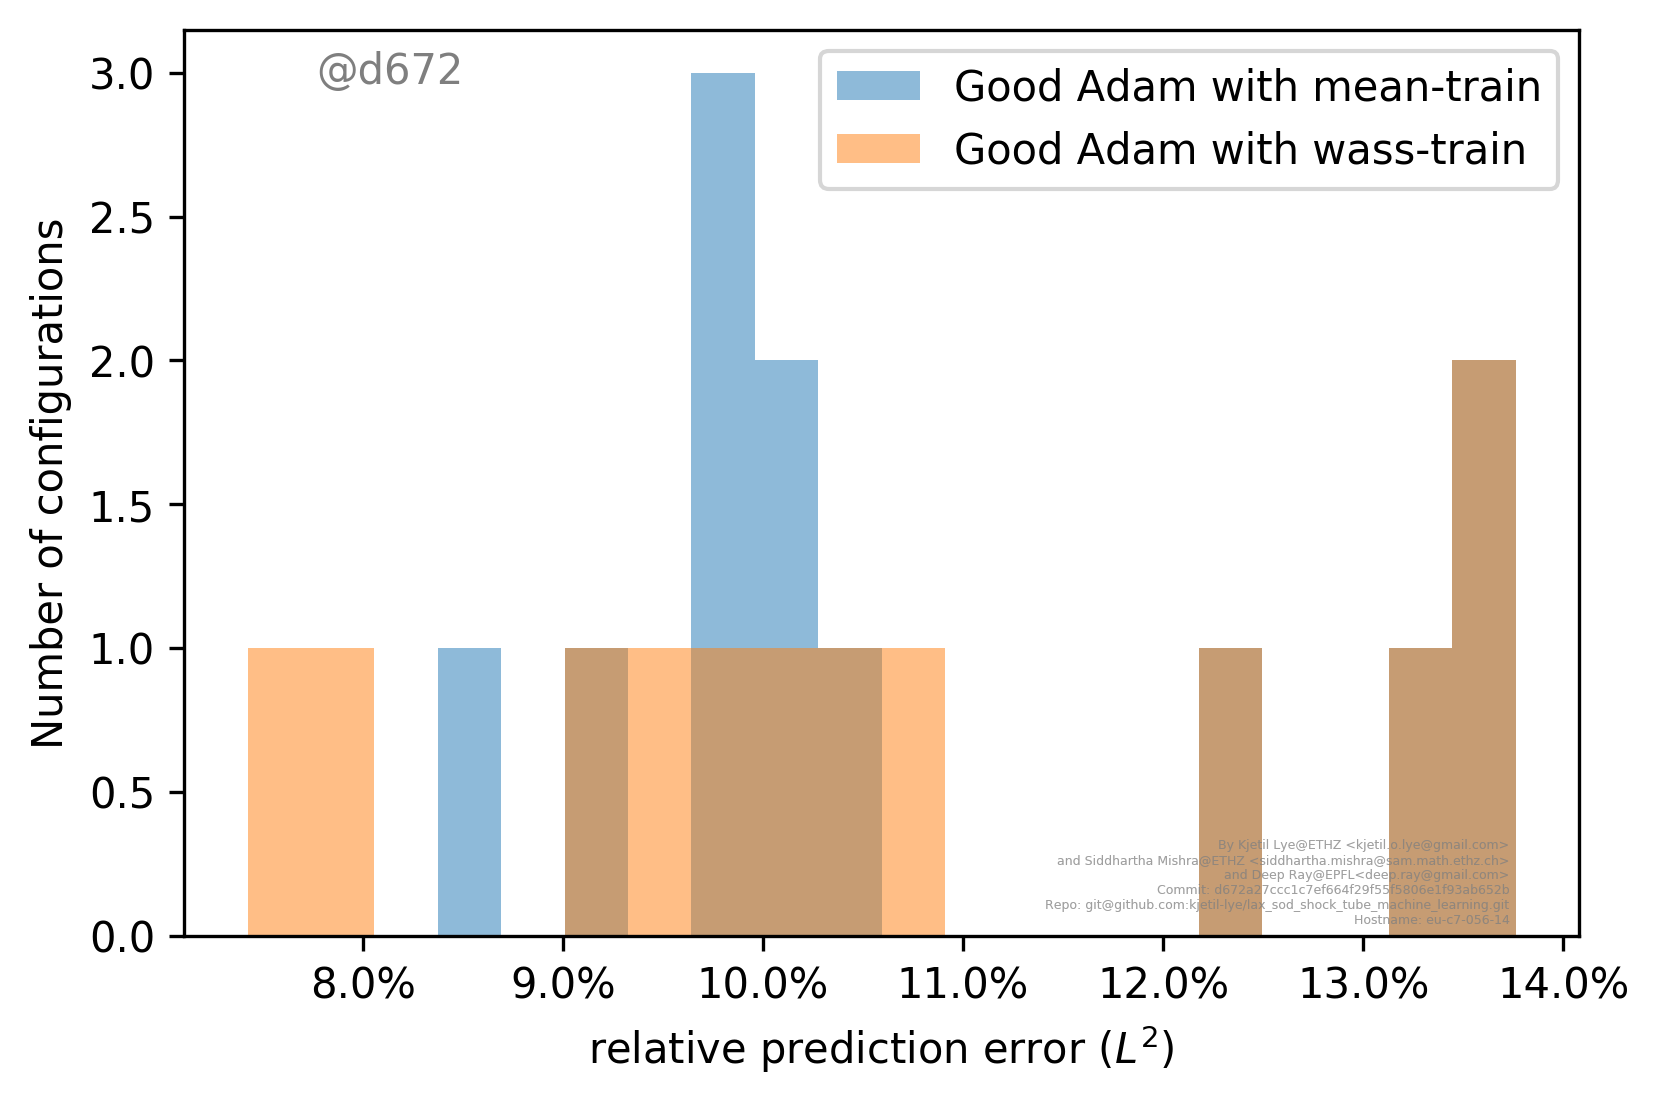 @d672
Good Adam with mean-train
Good Adam with wass-train
3.0
2.5
2.0
1.5
1.0
0.5
0.0
Number of configurations
By Kjetil Lye@ETHZ <kjetil.o.lye@gmail.com>
and Siddhartha Mishra@ETHZ <siddhartha.mishra@sam.math.ethz.ch>
and Deep Ray@EPFL<deep.ray@gmail.com>
Commit: d672a27ccc1c7ef664f29f55f5806e1f93ab652b
Repo: git@github.com:kjetil-lye/lax_sod_shock_tube_machine_learning.git
Hostname: eu-c7-056-14
8.0% 9.0% 10.0% 11.0% 12.0% 13.0% 14.0%
relative prediction error (L²)